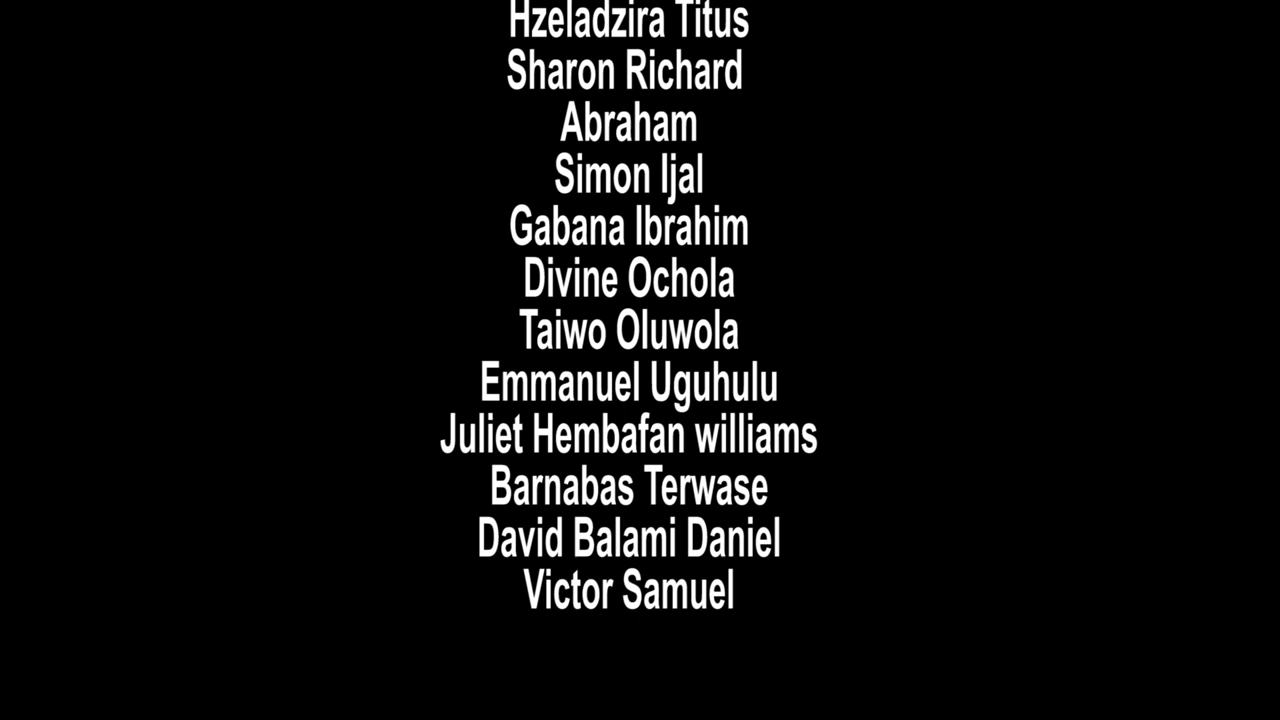 Hzeladzira Titus
Sharon Richard
Abraham
Simon Ijal
Gabana Ibrahim
Divine Ochola
Taiwo Oluwola
Emmanuel Uguhulu
Juliet Hembafan williams
Barnabas Terwase
David Balami Daniel
Victor Samuel